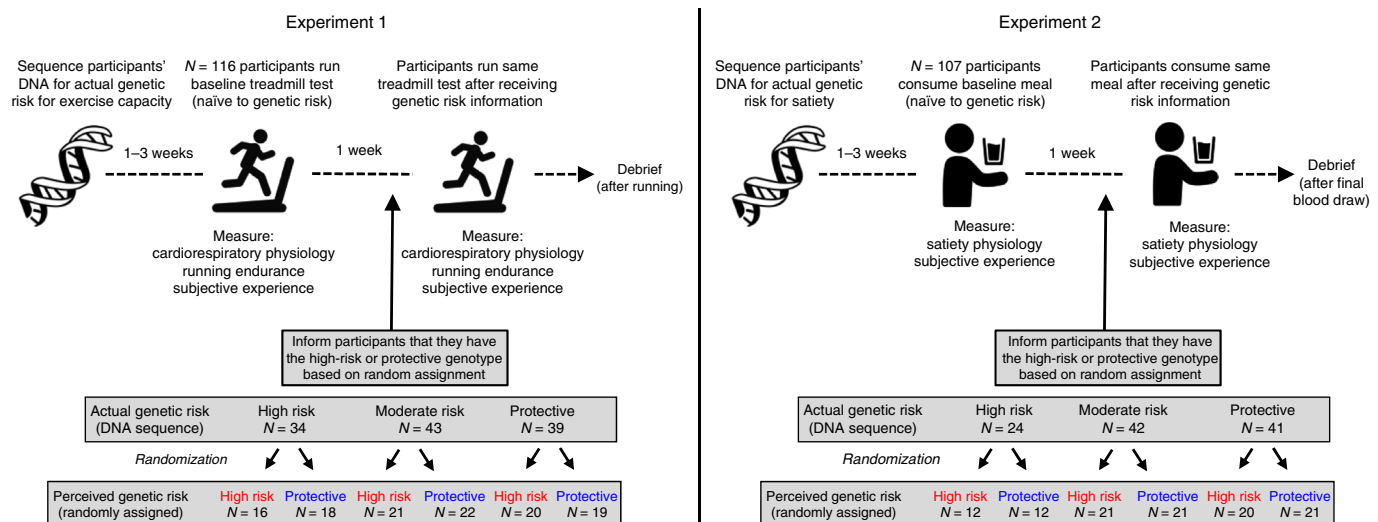 Experiment 1
Sequence participants’
DNA for actual genetic
risk for exercise capacity
N = 116 participants run
baseline treadmill test
(naïve to genetic risk)
Participants run same
treadmill test after receiving
genetic risk information
1–3 weeks
1 week
Debrief
(after running)
Measure:
cardiorespiratory physiology
running endurance
subjective experience
Measure:
cardiorespiratory physiology
running endurance
subjective experience
Inform participants that they have
the high-risk or protective genotype
based on random assignment
Actual genetic risk
(DNA sequence)
High risk
N = 34
Moderate risk
N = 43
Protective
N = 39
Randomization
Perceived genetic risk
(randomly assigned)
High risk
N = 16
Protective
N = 18
High risk
N = 21
Protective
N = 22
High risk
N = 20
Protective
N = 19
Experiment 2
Sequence participants’
DNA for actual genetic
risk for satiety
N = 107 participants
consume baseline meal
(naïve to genetic risk)
Participants consume same
meal after receiving genetic
risk information
1–3 weeks
1 week
Debrief
(after final
blood draw)
Measure:
satiety physiology
subjective experience
Measure:
satiety physiology
subjective experience
Inform participants that they have
the high-risk or protective genotype
based on random assignment
Actual genetic risk
(DNA sequence)
High risk
N = 24
Moderate risk
N = 42
Protective
N = 41
Randomization
Perceived genetic risk
(randomly assigned)
High risk
N = 12
Protective
N = 12
High risk
N = 21
Protective
N = 21
High risk
N = 20
Protective
N = 21